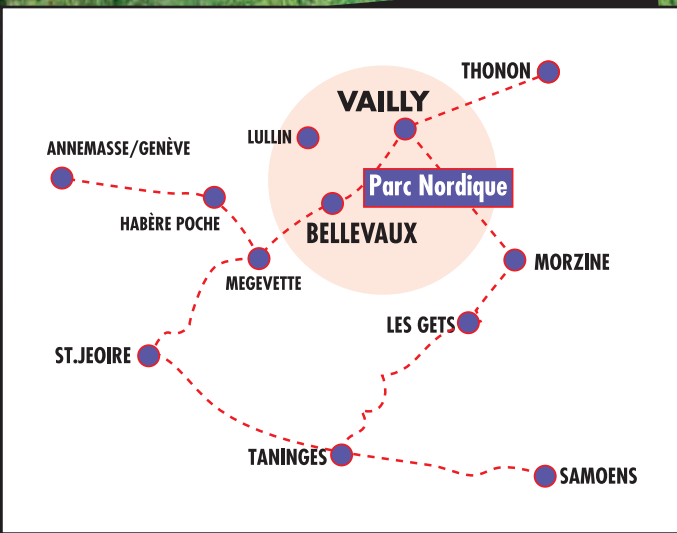 THONON
VAILLY
LULLIN
ANNEMASSE/GENÈVE
Parc Nordique
HABÈRE POCHE
BELLEVAUX
MORZINE
MEGEVETTE
LES GETS
ST.JEOIRE
TANINGES
SAMOENS